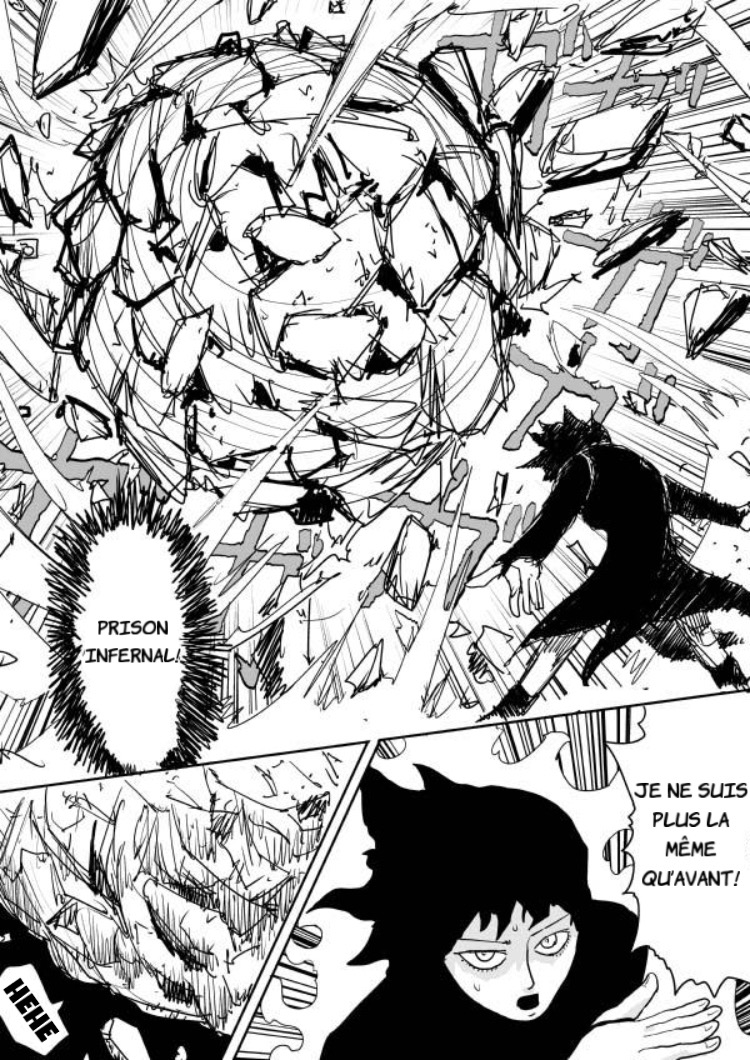 PRISON
INFERNAL!
JE NE SUIS
PLUS LA
MÊME
QU'AVANT!
HEHE